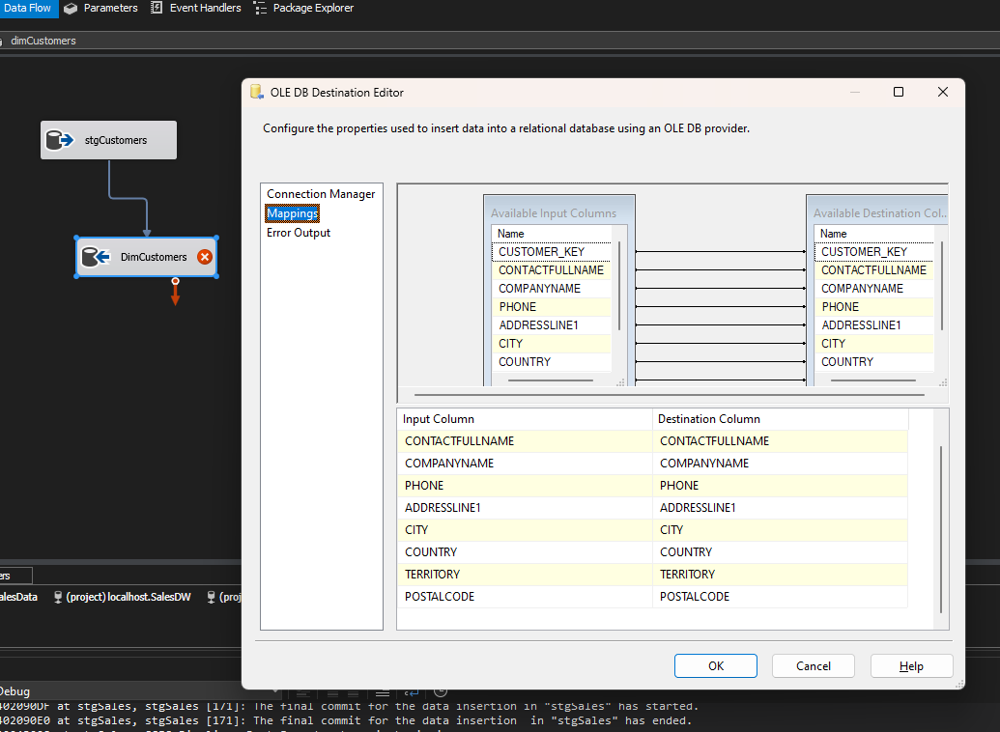 Data Flow Parameters Event Handlers Package Explorer
dimCustomers
OLE DB Destination Editor
Configure the properties used to insert data into a relational database using an OLE DB provider.
stgCustomers
DimCustomers
Connection Manager
Mappings
Error Output
Available Input Columns
Name
CUSTOMER_KEY
CONTACTFULLNAME
COMPANYNAME
PHONE
ADDRESSLINE1
CITY
COUNTRY
Available Destination Col...
Name
CUSTOMER_KEY
CONTACTFULLNAME
COMPANYNAME
PHONE
ADDRESSLINE1
CITY
COUNTRY
Input Column Destination Column
CONTACTFULLNAME CONTACTFULLNAME
COMPANYNAME COMPANYNAME
PHONE PHONE
ADDRESSLINE1 ADDRESSLINE1
CITY CITY
COUNTRY COUNTRY
TERRITORY TERRITORY
POSTALCODE POSTALCODE
OK Cancel Help
ers
alesData (project) localhost.SalesDW (proj
Debug
402090DF at stgSales, stgSales [171]: The final commit for the data insertion in "stgSales" has started.
402090E0 at stgSales, stgSales [171]: The final commit for the data insertion  in "stgSales" has ended.